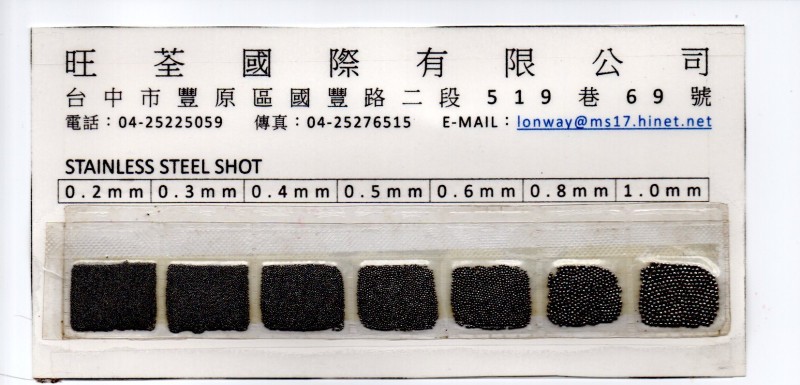 旺荃國際有限公司
台中市豐原區國豐路二段519巷69號
電話：04-25225059 傳真：04-25276515 E-MAIL：lonway@ms17.hinet.net
STAINLESS STEEL SHOT
0.2mm 0.3mm 0.4mm 0.5mm 0.6mm 0.8mm 1.0mm